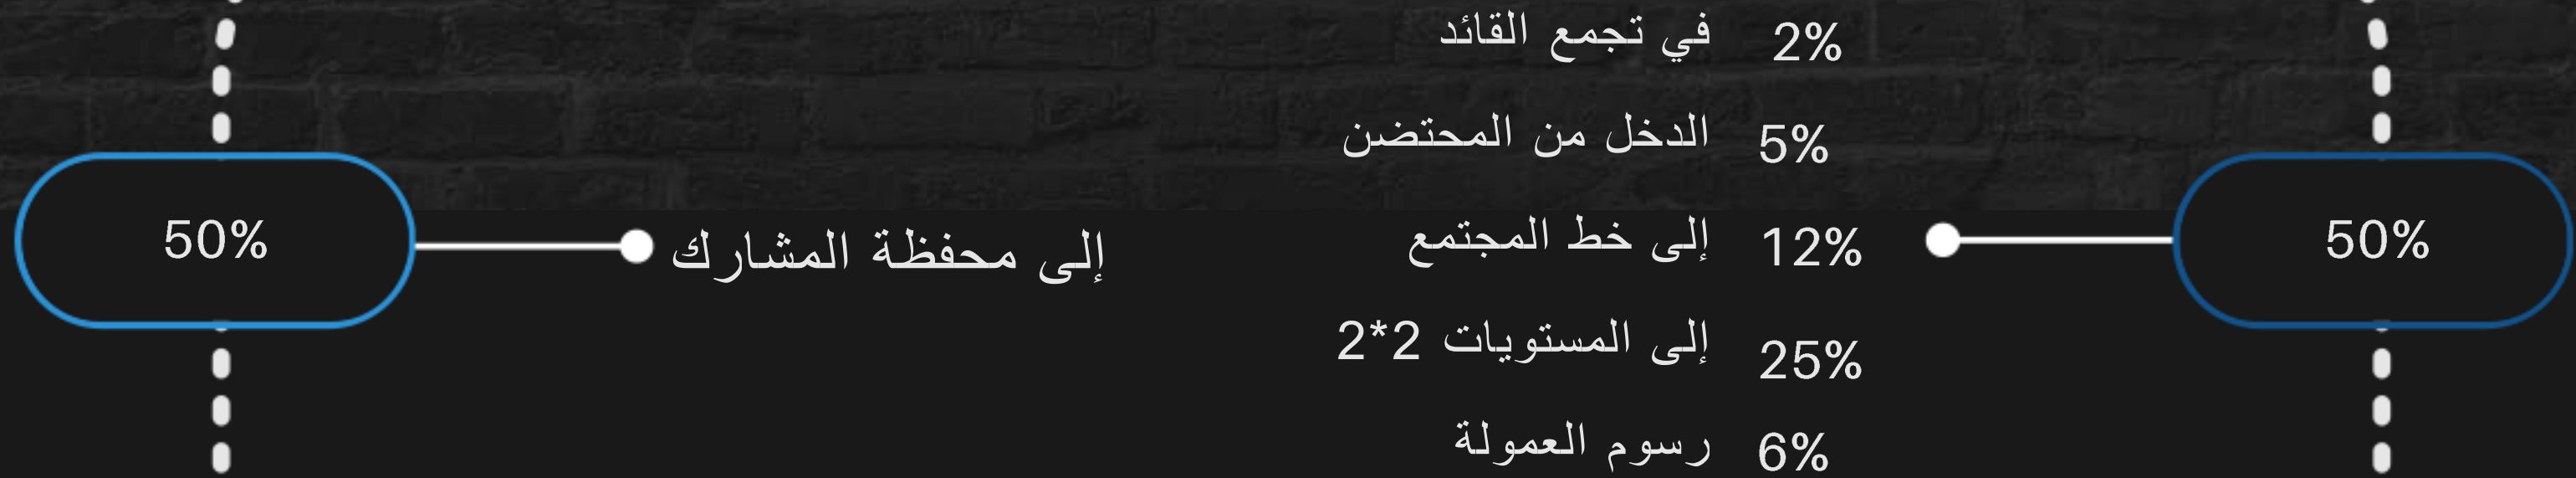 2% في تجمع القائد
5% الدخل من المحتضن
50%
12% إلى خط المجتمع
إلى محفظة المشارك
50%
25% إلى المستويات 2*2
6% رسوم العمولة